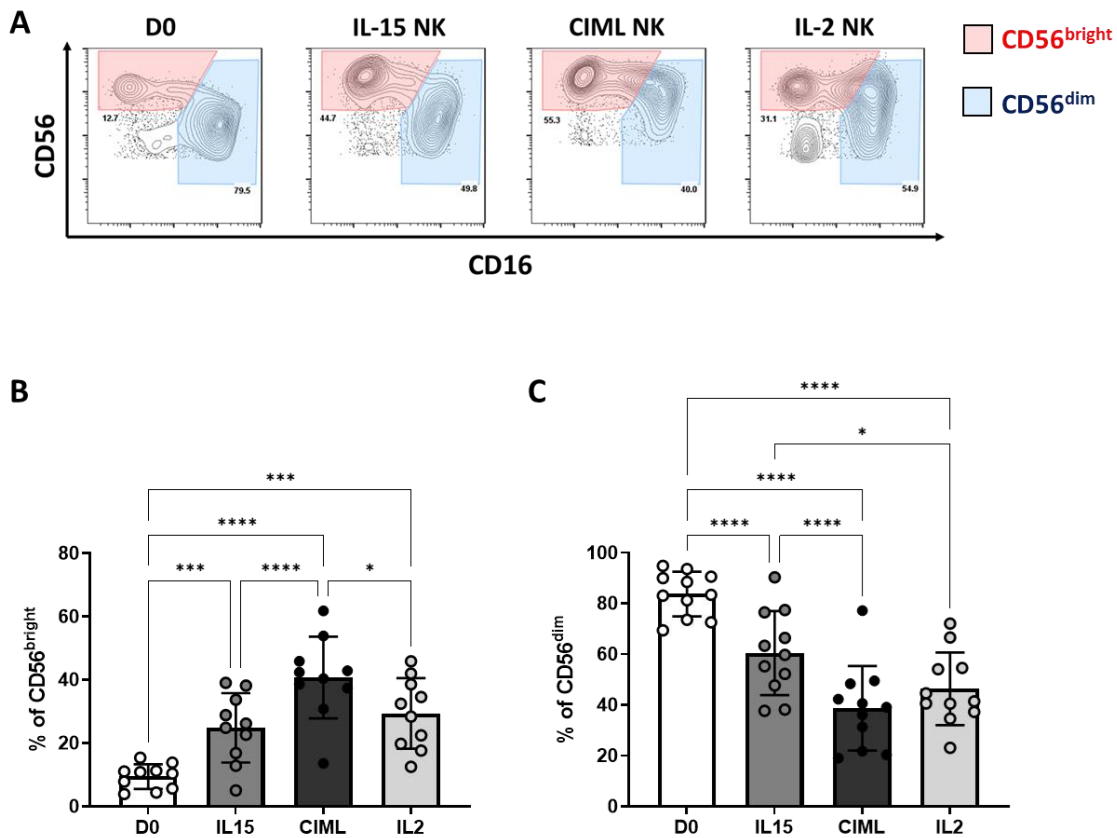 A
D0
IL-15 NK
CIML NK
IL-2 NK
CD56bright
CD56dim
CD56
12.7
79.5
44.7
49.8
55.3
40.0
31.1
54.9
CD16
B
% of CD56bright
***
****
*** **** *
80
60
40
20
0
D0 IL15 CIML IL2
C
% of CD56dim
****
*
****
**** ****
100
80
60
40
20
0
D0 IL15 CIML IL2